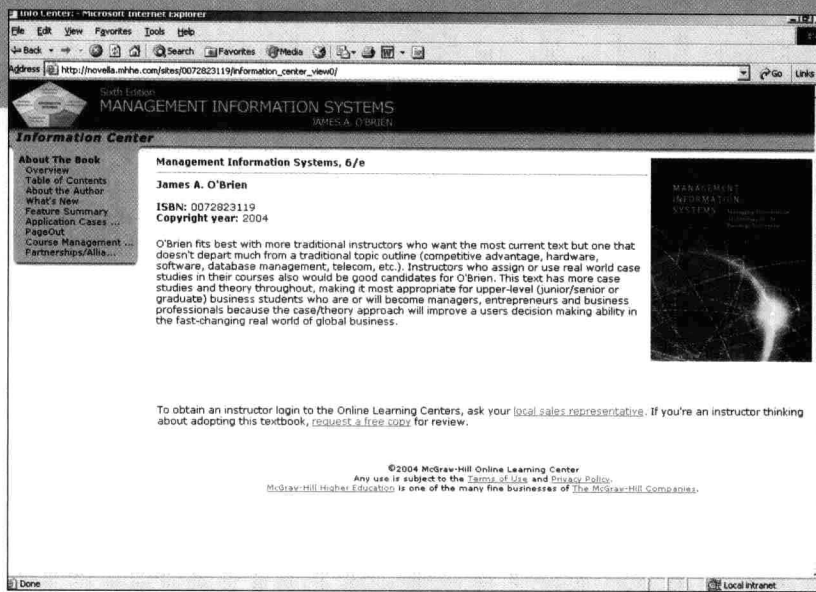 Info Center: - Microsoft Internet Explorer
File Edit View Favorites Tools Help
Back Search Favorites Media
Address http://novella.mhhe.com/sites/0072823119/information_center_view0/ Go Links
Sixth Edition
MANAGEMENT INFORMATION SYSTEMS
JAMES A. O'BRIEN
Information Center
About The Book
Overview
Table of Contents
About the Author
What's New
Feature Summary
Application Cases ...
PageOut
Course Management ...
Partnerships/Allia...
Management Information Systems, 6/e
James A. O'Brien
ISBN: 0072823119
Copyright year: 2004
O'Brien fits best with more traditional instructors who want the most current text but one that
doesn't depart much from a traditional topic outline (competitive advantage, hardware,
software, database management, telecom, etc.). Instructors who assign or use real world case
studies in their courses also would be good candidates for O'Brien. This text has more case
studies and theory throughout, making it most appropriate for upper-level (junior/senior or
graduate) business students who are or will become managers, entrepreneurs and business
professionals because the case/theory approach will improve a users decision making ability in
the fast-changing real world of global business.
MANAGEMENT
INFORMATION
SYSTEMS
To obtain an instructor login to the Online Learning Centers, ask your local sales representative. If you're an instructor thinking
about adopting this textbook, request a free copy for review.
©2004 McGraw-Hill Online Learning Center
Any use is subject to the Terms of Use and Privacy Policy.
McGraw-Hill Higher Education is one of the many fine businesses of The McGraw-Hill Companies.
Done
Local intranet